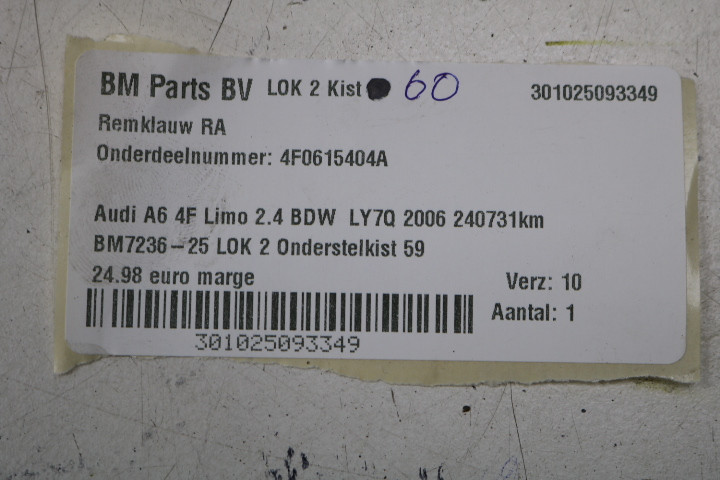 BM Parts BV LOK 2 Kist 60 301025093349
Remklauw RA
Onderdeelnummer: 4F0615404A
Audi A6 4F Limo 2.4 BDW LY7Q 2006 240731km
BM7236-25 LOK 2 Onderstelkist 59
24.98 euro marge Verz: 10
Aantal: 1
301025093349